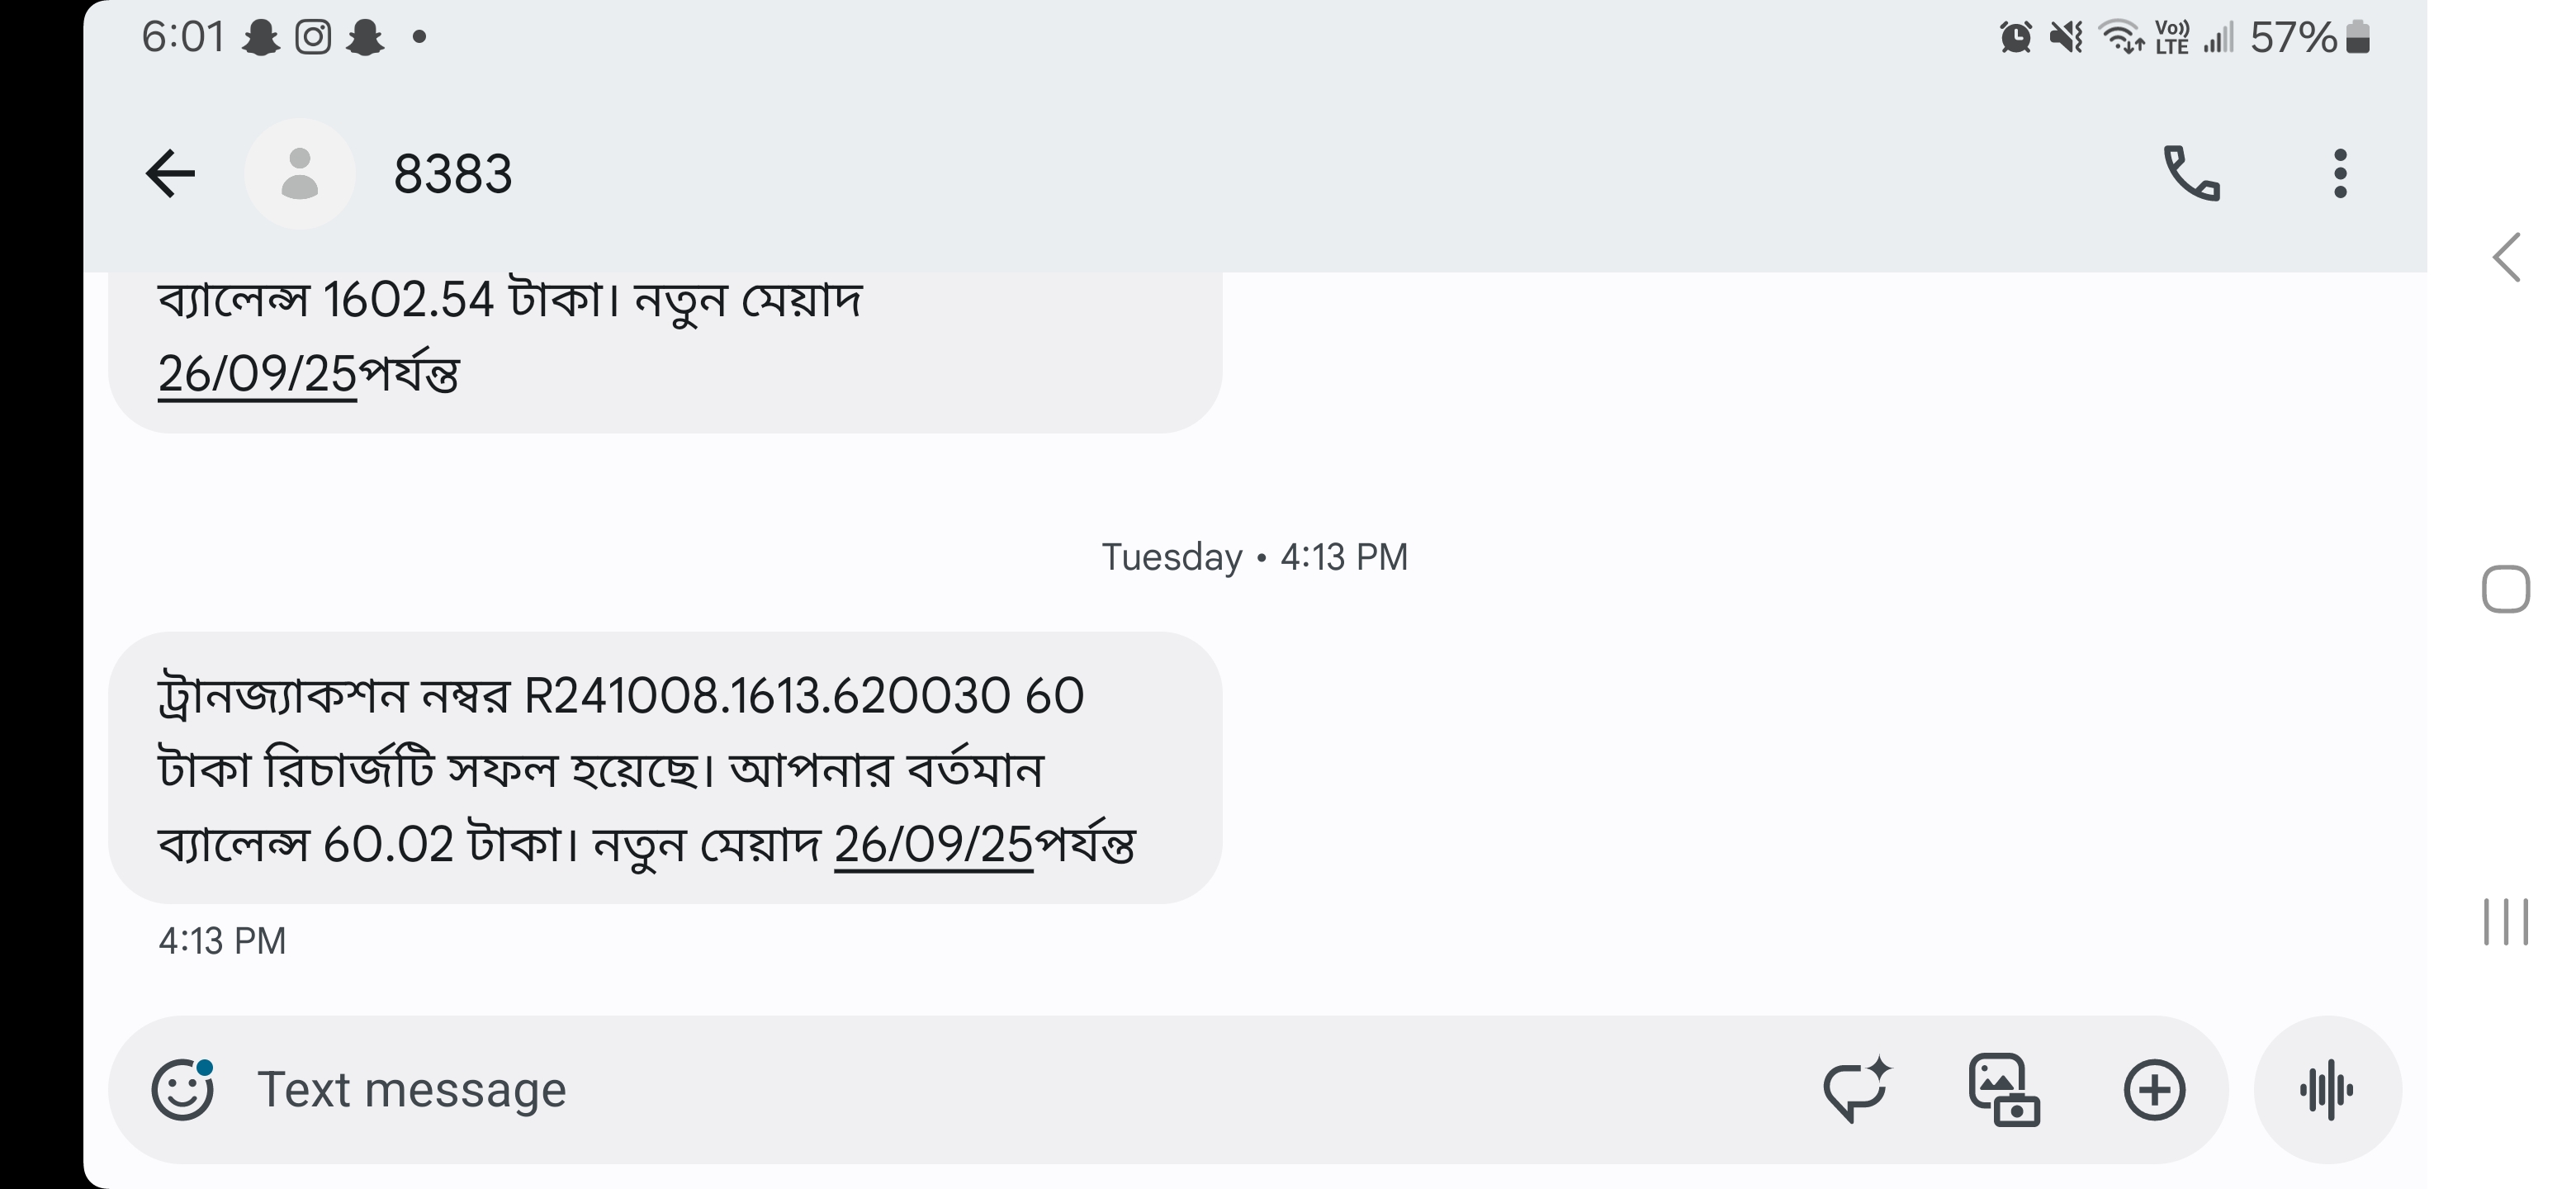 6:01
Vo)) LTE
57%
8383
ব্যালেন্স 1602.54 টাকা। নতুন মেয়াদ
26/09/25পর্যন্ত
Tuesday • 4:13 PM
ট্রানজ্যাকশন নম্বর R241008.1613.620030 60
টাকা রিচার্জটি সফল হয়েছে। আপনার বর্তমান
ব্যালেন্স 60.02 টাকা। নতুন মেয়াদ 26/09/25পর্যন্ত
4:13 PM
Text message